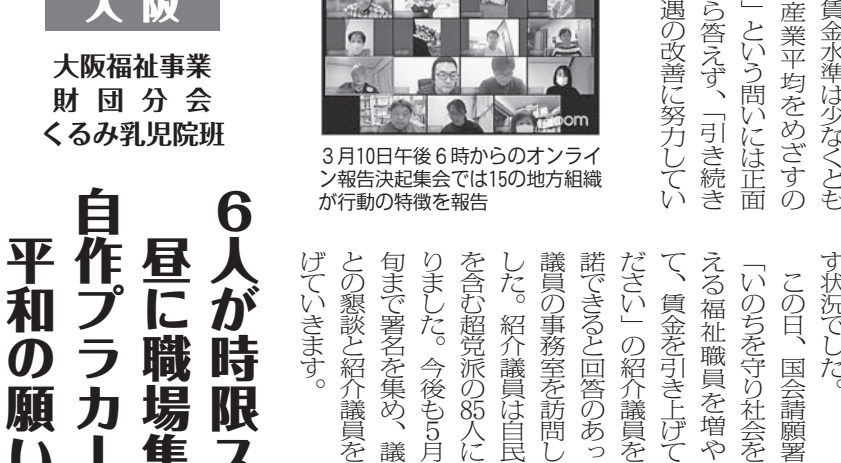 賃金水準は少なくとも
産業平均をめざすの
」という問いには正面
ら答えず、「引き続き
遇の改善に努力してい
zoom
3月10日午後6時からのオンライ
ン報告決起集会では15の地方組織
が行動の特徴を報告
す状況でした。
この日、国会請願署
「いのちを守り社会を
える福祉職員を増や
て、賃金を引き上げて
ださい」の紹介議員を
諾できると回答のあっ
議員の事務室を訪問し
した。紹介議員は自民
を含む超党派の85人に
りました。今後も5月
旬まで署名を集め、議
との懇談と紹介議員を
げていきます。
大阪
大阪福祉事業
財団分会
くるみ乳児院班
6人が時限ス
昼に職場集
自作プラカー
平和の願い